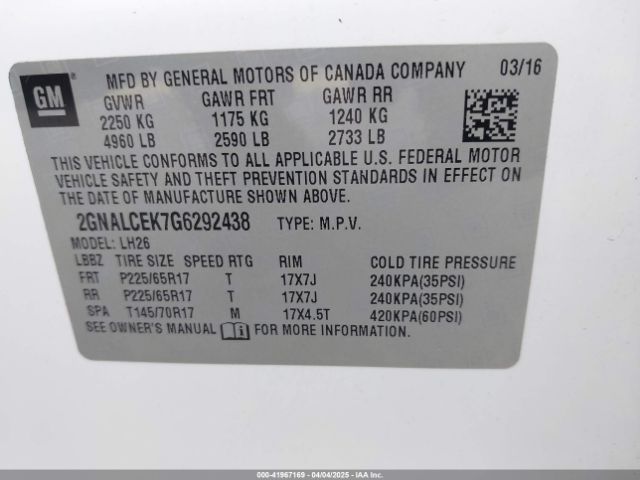 GM
MFD BY GENERAL MOTORS OF CANADA COMPANY 03/16
GVWR GAWR FRT GAWR RR
2250 KG 1175 KG 1240 KG
4960 LB 2590 LB 2733 LB
THIS VEHICLE CONFORMS TO ALL APPLICABLE U.S. FEDERAL MOTOR
VEHICLE SAFETY AND THEFT PREVENTION STANDARDS IN EFFECT ON
THE DATE OF MANUFACTURE SHOWN ABOVE.
2GNALCEK7G6292438 TYPE: M.P.V.
MODEL: LH26
LBBZ TIRE SIZE SPEED RTG RIM COLD TIRE PRESSURE
FRT P225/65R17 T 17X7J 240KPA(35PSI)
RR P225/65R17 T 17X7J 240KPA(35PSI)
SPA T145/70R17 M 17X4.5T 420KPA(60PSI)
SEE OWNER'S MANUAL FOR MORE INFORMATION.
000-41967169 - 04/04/2025 - IAAI.COM